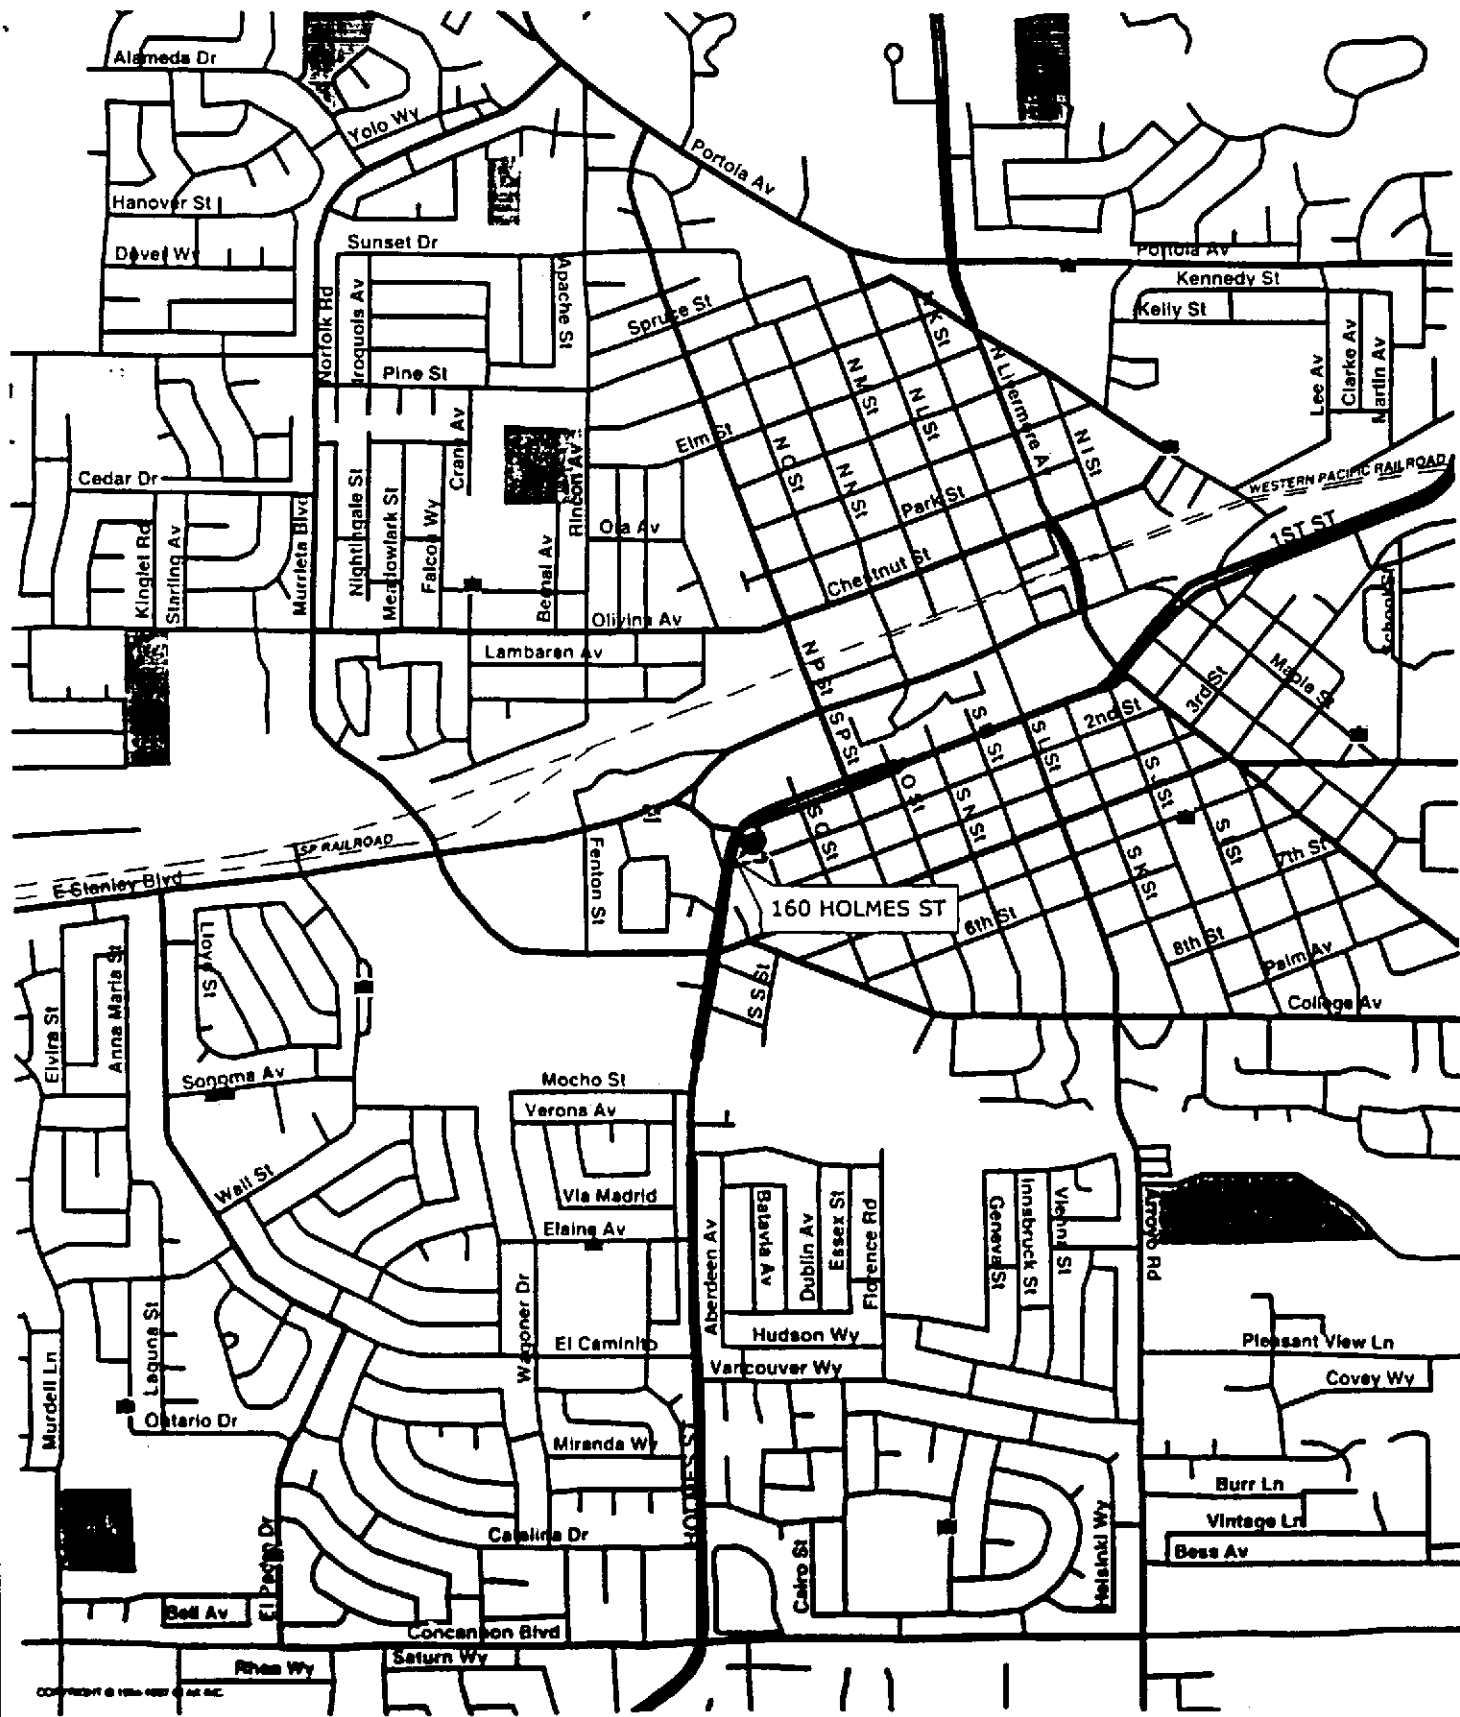 Alameda Dr
Yolo Wy
Portola Av
Hanover St
Dover Wy
Sunset Dr
Portola Av
Kennedy St
Kelly St
Norfolk Rd
Iroquois Av
Apache St
Spruce St
N K St
N M St
N L St
N Livermore Av
N I St
Lee Av
Clarke Av
Martin Av
Pine St
Crane Av
Elm St
N O St
N N St
Park St
Rincon Av
WESTERN PACIFIC RAILROAD
1ST ST
Cedar Dr
Murrieta Blvd
Nightingale St
Meadowlark St
Falcon Wy
Bernal Av
Ola Av
Kinglet Rd
Starling Av
Chestnut St
School St
Olivina Av
Lambaren Av
N P St
Maple St
3rd St
2nd St
S P St
S M St
S L St
S J St
O St
S N St
S Q St
S I St
7th St
S K St
SP RAILROAD
E Stanley Blvd
Fenton St
160 HOLMES ST
6th St
8th St
Palm Av
College Av
S S St
Lloyd St
Anna Maria St
Elvira St
Sonoma Av
Mocho St
Verona Av
Wall St
Via Madrid
Elaine Av
Aberdeen Av
Batavia Av
Dublin Av
Essex St
Florence Rd
Geneva St
Innsbruck St
Vienna St
Arroyo Rd
Laguna St
Murdell Ln
Wagoner Dr
El Caminito
Hudson Wy
Vancouver Wy
Pleasant View Ln
Covey Wy
Ontario Dr
Miranda Wy
HOLMES ST
Burr Ln
Vintage Ln
Bess Av
Catalina Dr
El Padro Dr
Cairo St
Helsinki Wy
Bell Av
Concannon Blvd
Rhea Wy
Saturn Wy